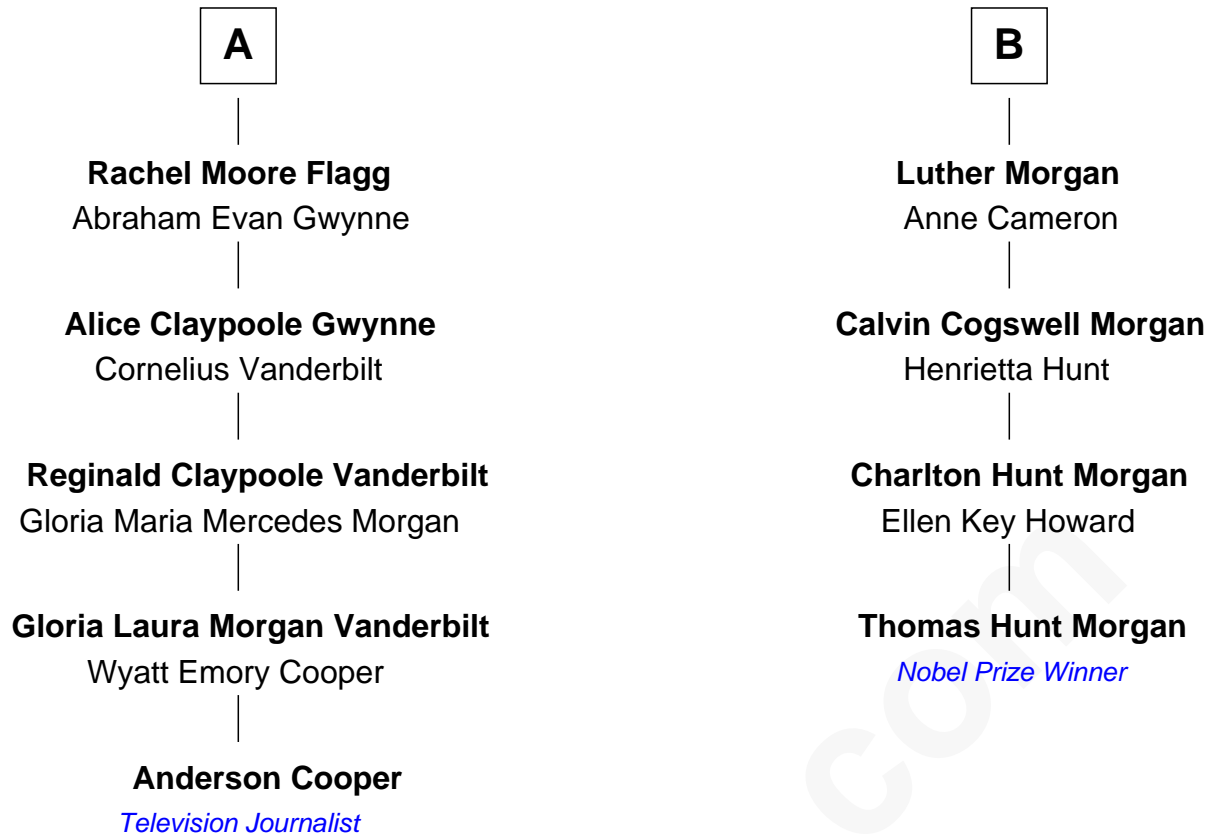 A
Rachel Moore Flagg
Abraham Evan Gwynne
Alice Claypoole Gwynne
Cornelius Vanderbilt
Reginald Claypoole Vanderbilt
Gloria Maria Mercedes Morgan
Gloria Laura Morgan Vanderbilt
Wyatt Emory Cooper
Anderson Cooper
Television Journalist
B
Luther Morgan
Anne Cameron
Calvin Cogswell Morgan
Henrietta Hunt
Charlton Hunt Morgan
Ellen Key Howard
Thomas Hunt Morgan
Nobel Prize Winner
com